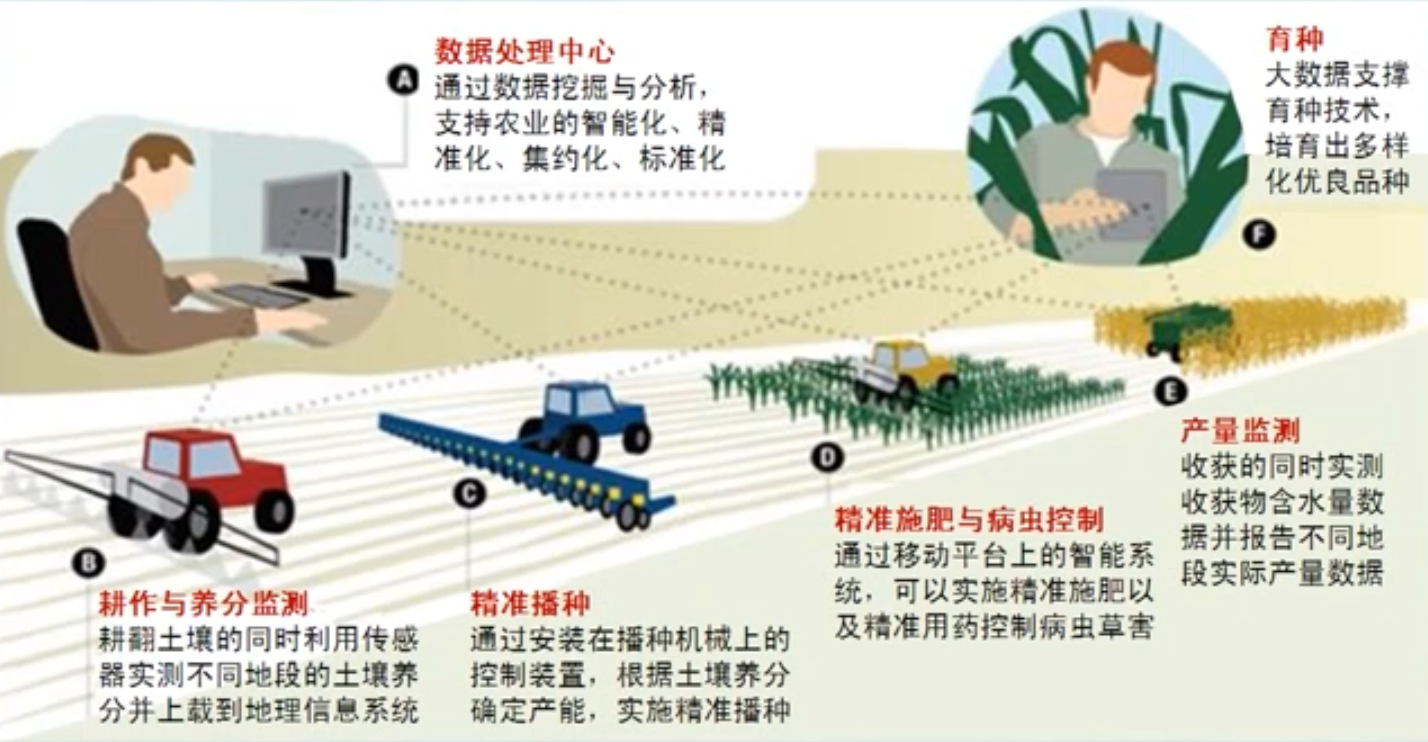 A
数据处理中心
通过数据挖掘与分析，
支持农业的智能化、精
准化、集约化、标准化
育种
大数据支撑
育种技术，
培育出多样
化优良品种
F
B
耕作与养分监测
耕翻土壤的同时利用传感
器实测不同地段的土壤养
分并上载到地理信息系统
C
精准播种
通过安装在播种机械上的
控制装置，根据土壤养分
确定产能，实施精准播种
D
精准施肥与病虫控制
通过移动平台上的智能系
统，可以实施精准施肥以
及精准用药控制病虫草害
E
产量监测
收获的同时实测
收获物含水量数
据并报告不同地
段实际产量数据